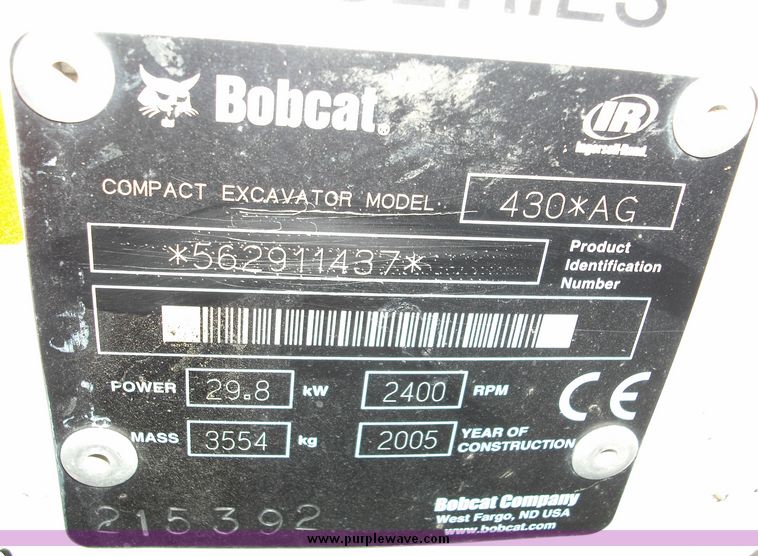 SERIES
Bobcat®
IR
Ingersoll-Rand.
COMPACT EXCAVATOR MODEL 430*AG
*562911437* Product
Identification
Number
POWER 29.8 kW 2400 RPM
CE
MASS 3554 kg 2005 YEAR OF
CONSTRUCTION
215392
Bobcat Company
West Fargo, ND USA
www.bobcat.com
www.purplewave.com